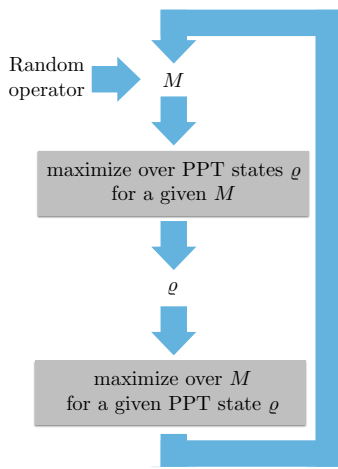 Random
operator
M
maximize over PPT states ϱ
for a given M
ϱ
maximize over M
for a given PPT state ϱ